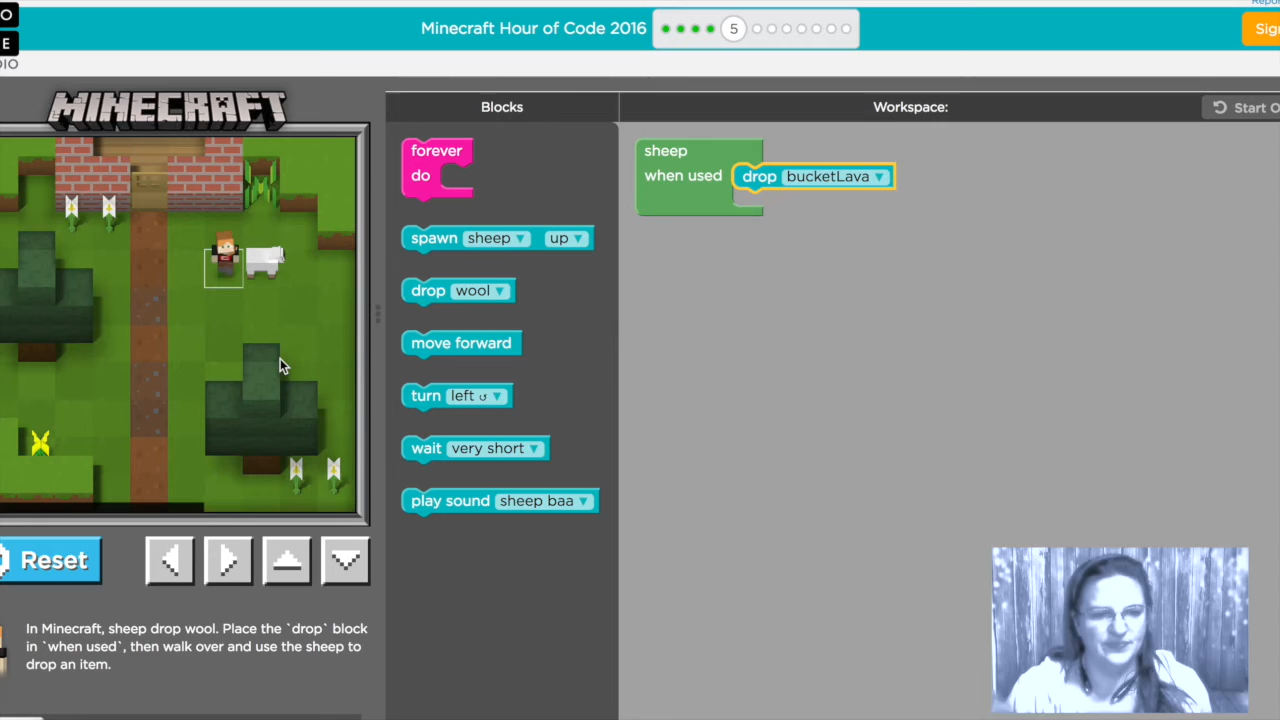 Repor
O
E
DIO
Minecraft Hour of Code 2016
5
Sig
MINECRAFT
Blocks
Workspace:
Start O
forever
do
spawn sheep up
drop wool
move forward
turn left
wait very short
play sound sheep baa
sheep
when used drop bucketLava
Reset
In Minecraft, sheep drop wool. Place the `drop` block
in `when used`, then walk over and use the sheep to
drop an item.